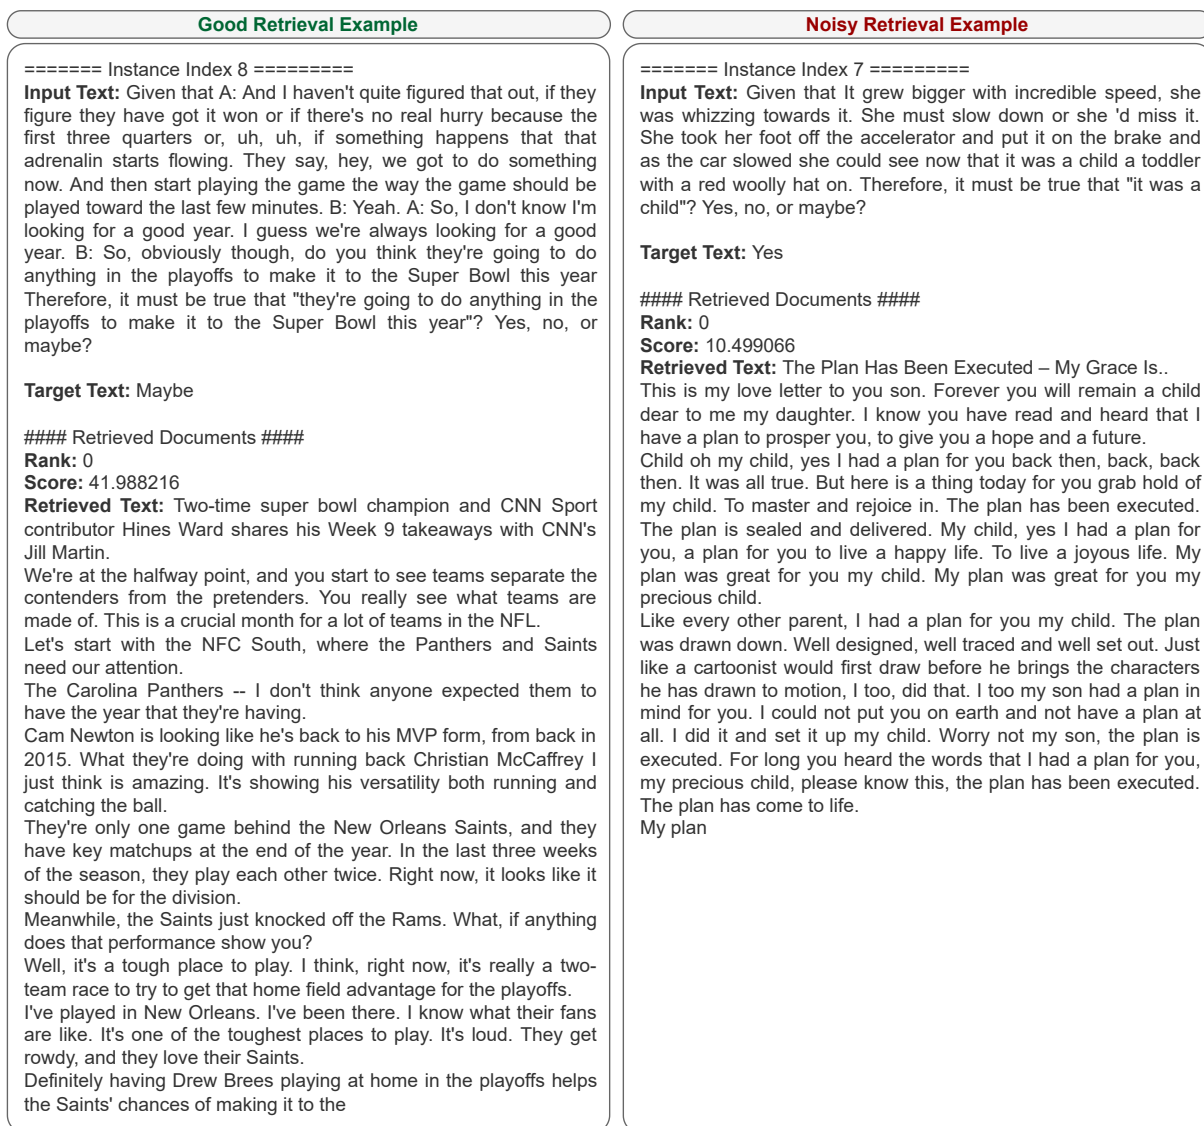 Good Retrieval Example
======= Instance Index 8 =========
Input Text: Given that A: And I haven't quite figured that out, if they
figure they have got it won or if there's no real hurry because the
first three quarters or, uh, uh, if something happens that that
adrenalin starts flowing. They say, hey, we got to do something
now. And then start playing the game the way the game should be
played toward the last few minutes. B: Yeah. A: So, I don't know I'm
looking for a good year. I guess we're always looking for a good
year. B: So, obviously though, do you think they're going to do
anything in the playoffs to make it to the Super Bowl this year
Therefore, it must be true that "they're going to do anything in the
playoffs to make it to the Super Bowl this year"? Yes, no, or
maybe?
Target Text: Maybe
#### Retrieved Documents ####
Rank: 0
Score: 41.988216
Retrieved Text: Two-time super bowl champion and CNN Sport
contributor Hines Ward shares his Week 9 takeaways with CNN's
Jill Martin.
We're at the halfway point, and you start to see teams separate the
contenders from the pretenders. You really see what teams are
made of. This is a crucial month for a lot of teams in the NFL.
Let's start with the NFC South, where the Panthers and Saints
need our attention.
The Carolina Panthers -- I don't think anyone expected them to
have the year that they're having.
Cam Newton is looking like he's back to his MVP form, from back in
2015. What they're doing with running back Christian McCaffrey I
just think is amazing. It's showing his versatility both running and
catching the ball.
They're only one game behind the New Orleans Saints, and they
have key matchups at the end of the year. In the last three weeks
of the season, they play each other twice. Right now, it looks like it
should be for the division.
Meanwhile, the Saints just knocked off the Rams. What, if anything
does that performance show you?
Well, it's a tough place to play. I think, right now, it's really a two-
team race to try to get that home field advantage for the playoffs.
I've played in New Orleans. I've been there. I know what their fans
are like. It's one of the toughest places to play. It's loud. They get
rowdy, and they love their Saints.
Definitely having Drew Brees playing at home in the playoffs helps
the Saints' chances of making it to the
Noisy Retrieval Example
======= Instance Index 7 =========
Input Text: Given that It grew bigger with incredible speed, she
was whizzing towards it. She must slow down or she 'd miss it.
She took her foot off the accelerator and put it on the brake and
as the car slowed she could see now that it was a child a toddler
with a red woolly hat on. Therefore, it must be true that "it was a
child"? Yes, no, or maybe?
Target Text: Yes
#### Retrieved Documents ####
Rank: 0
Score: 10.499066
Retrieved Text: The Plan Has Been Executed – My Grace Is..
This is my love letter to you son. Forever you will remain a child
dear to me my daughter. I know you have read and heard that I
have a plan to prosper you, to give you a hope and a future.
Child oh my child, yes I had a plan for you back then, back, back
then. It was all true. But here is a thing today for you grab hold of
my child. To master and rejoice in. The plan has been executed.
The plan is sealed and delivered. My child, yes I had a plan for
you, a plan for you to live a happy life. To live a joyous life. My
plan was great for you my child. My plan was great for you my
precious child.
Like every other parent, I had a plan for you my child. The plan
was drawn down. Well designed, well traced and well set out. Just
like a cartoonist would first draw before he brings the characters
he has drawn to motion, I too, did that. I too my son had a plan in
mind for you. I could not put you on earth and not have a plan at
all. I did it and set it up my child. Worry not my son, the plan is
executed. For long you heard the words that I had a plan for you,
my precious child, please know this, the plan has been executed.
The plan has come to life.
My plan